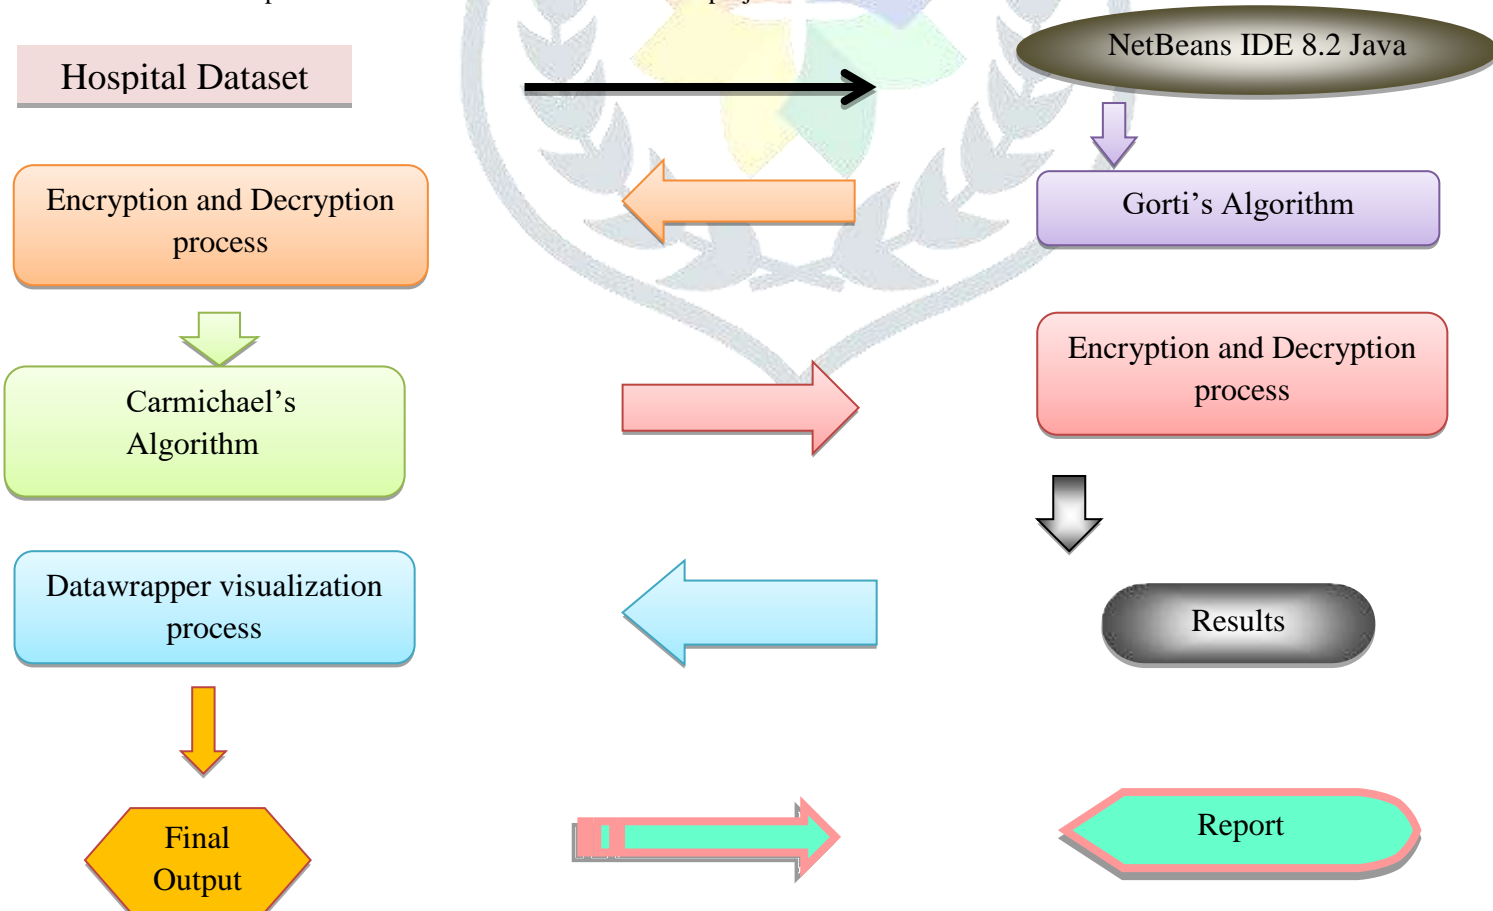 Hospital Dataset
NetBeans IDE 8.2 Java
Encryption and Decryption
process
Gorti’s Algorithm
Carmichael’s
Algorithm
Encryption and Decryption
process
Datawrapper visualization
process
Results
Final
Output
Report